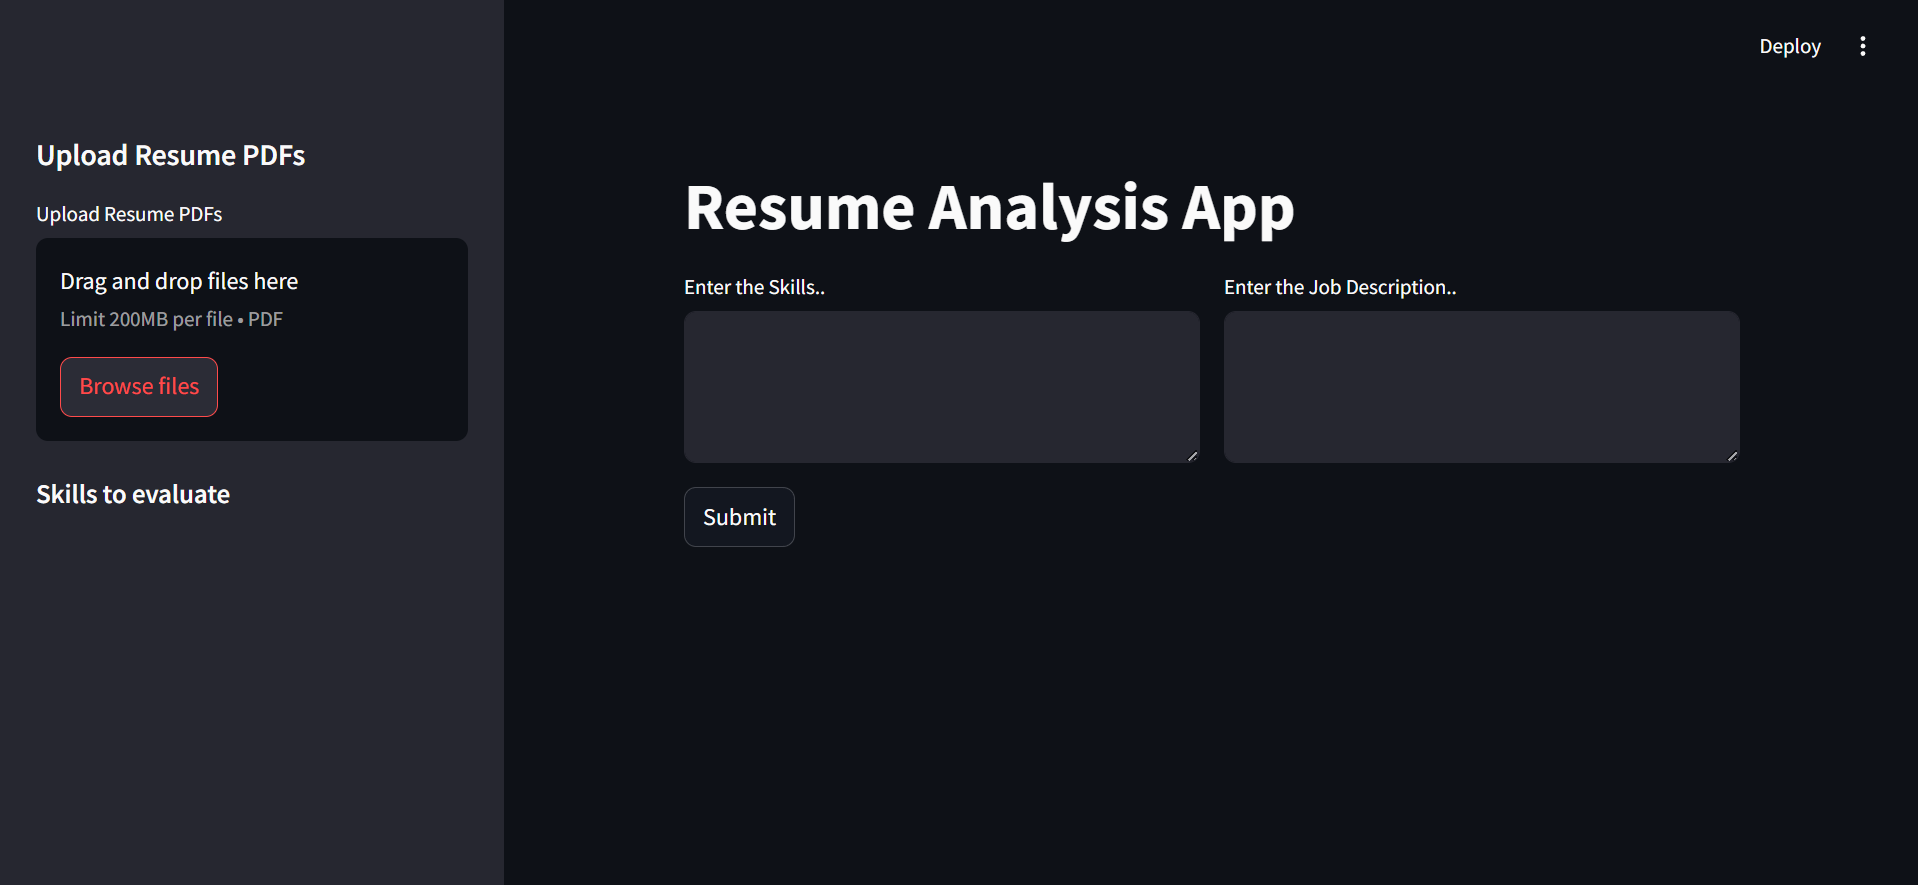 Deploy
Upload Resume PDFs
Upload Resume PDFs
Drag and drop files here
Limit 200MB per file • PDF
Browse files
Skills to evaluate
Resume Analysis App
Enter the Skills..
Enter the Job Description..
Submit